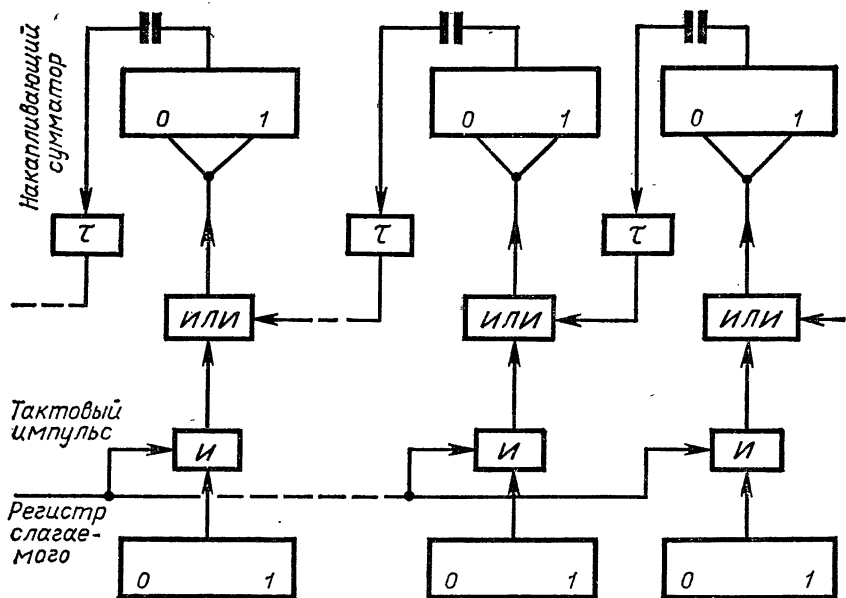 Накапливающий
сумматор
0 1
0 1
0 1
τ
τ
τ
ИЛИ
ИЛИ
ИЛИ
Тактовый
импульс
И
И
И
Регистр
слагае-
мого
0 1
0 1
0 1